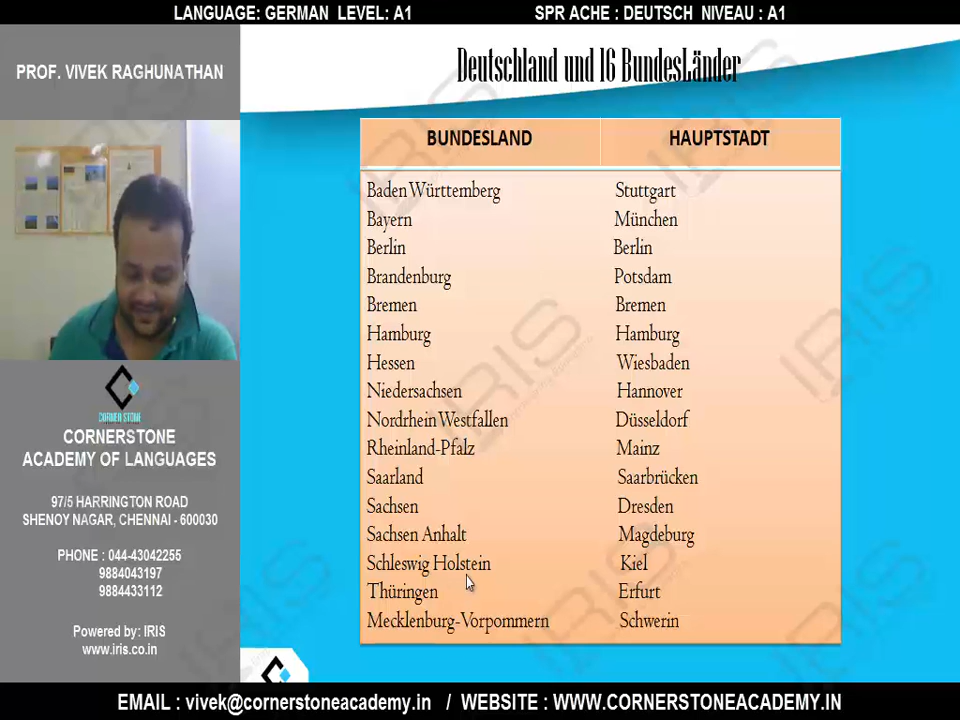 LANGUAGE: GERMAN LEVEL: A1
SPR ACHE : DEUTSCH NIVEAU : A1
PROF. VIVEK RAGHUNATHAN
Deutschland und 16 BundesLänder
BUNDESLAND HAUPTSTADT
Baden Württemberg Stuttgart
Bayern München
Berlin Berlin
Brandenburg Potsdam
Bremen Bremen
Hamburg Hamburg
Hessen Wiesbaden
Niedersachsen Hannover
Nordrhein Westfallen Düsseldorf
Rheinland-Pfalz Mainz
Saarland Saarbrücken
Sachsen Dresden
Sachsen Anhalt Magdeburg
Schleswig Holstein Kiel
Thüringen Erfurt
Mecklenburg-Vorpommern Schwerin
CORNER STONE
CORNERSTONE
ACADEMY OF LANGUAGES
97/5 HARRINGTON ROAD
SHENOY NAGAR, CHENNAI - 600030
PHONE : 044-43042255
9884043197
9884433112
Powered by: IRIS
www.iris.co.in
IRIS
EMAIL : vivek@cornerstoneacademy.in / WEBSITE : WWW.CORNERSTONEACADEMY.IN